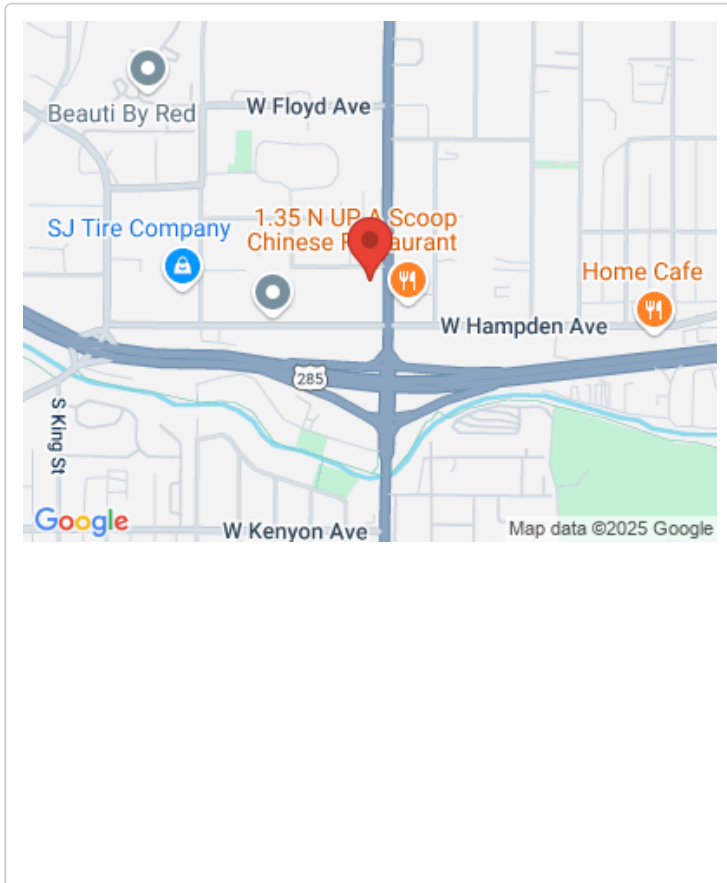 Beauti By Red
W Floyd Ave
1.35 N UP A Scoop
Chinese R aurant
SJ Tire Company
Home Cafe
W Hampden Ave
285
S King St
Google
W Kenyon Ave
Map data ©2025 Google